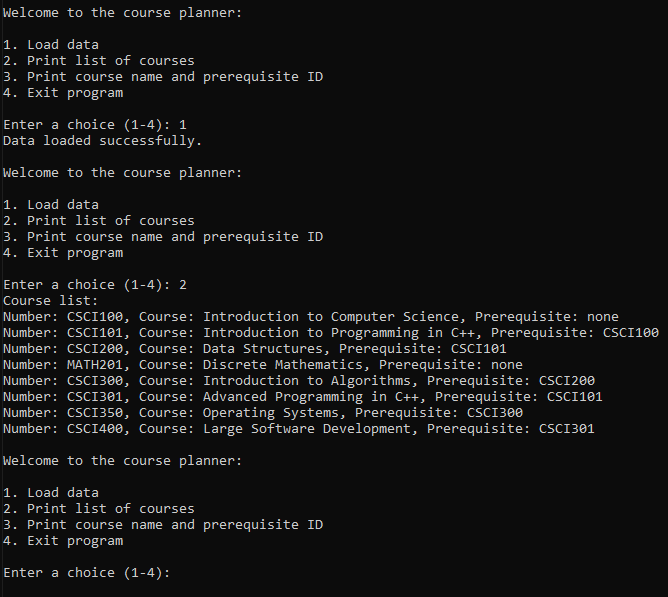 Welcome to the course planner:
1. Load data
2. Print list of courses
3. Print course name and prerequisite ID
4. Exit program
Enter a choice (1-4): 1
Data loaded successfully.
Welcome to the course planner:
1. Load data
2. Print list of courses
3. Print course name and prerequisite ID
4. Exit program
Enter a choice (1-4): 2
Course list:
Number: CSCI100, Course: Introduction to Computer Science, Prerequisite: none
Number: CSCI101, Course: Introduction to Programming in C++, Prerequisite: CSCI100
Number: CSCI200, Course: Data Structures, Prerequisite: CSCI101
Number: MATH201, Course: Discrete Mathematics, Prerequisite: none
Number: CSCI300, Course: Introduction to Algorithms, Prerequisite: CSCI200
Number: CSCI301, Course: Advanced Programming in C++, Prerequisite: CSCI101
Number: CSCI350, Course: Operating Systems, Prerequisite: CSCI300
Number: CSCI400, Course: Large Software Development, Prerequisite: CSCI301
Welcome to the course planner:
1. Load data
2. Print list of courses
3. Print course name and prerequisite ID
4. Exit program
Enter a choice (1-4):